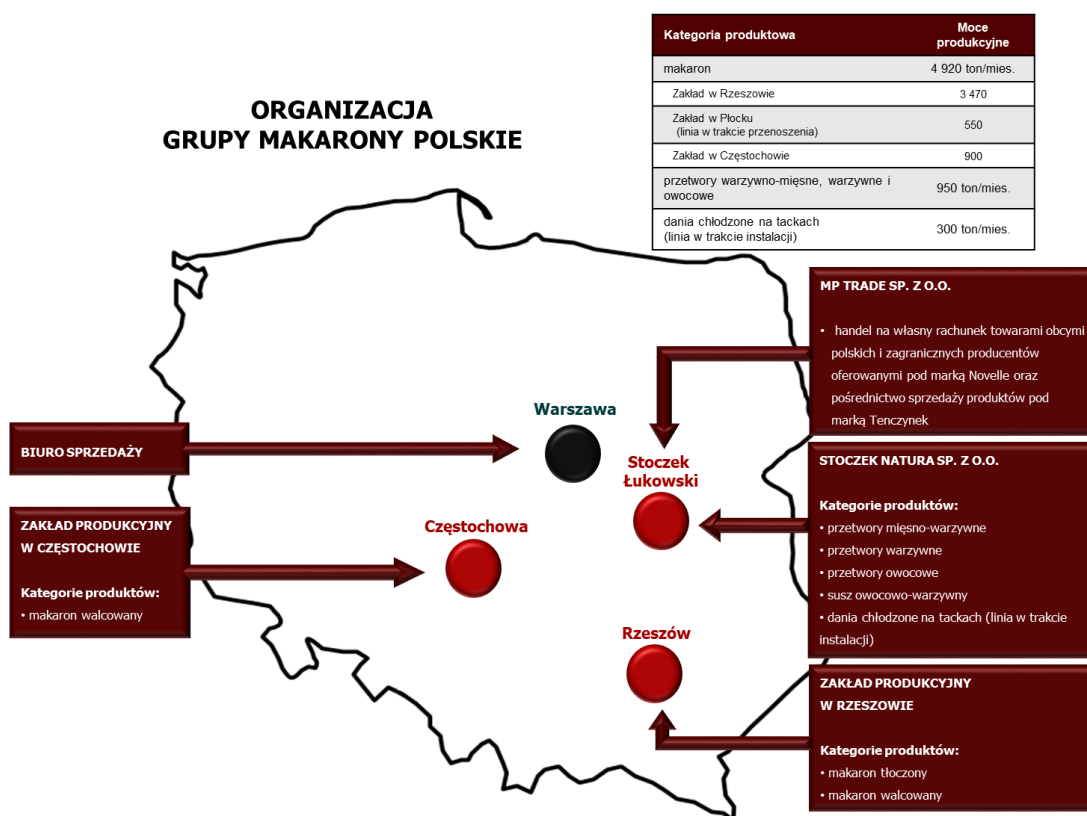 ORGANIZACJA
GRUPY MAKARONY POLSKIE
Kategoria produktowa
Moce
produkcyjne
makaron
4 920 ton/mies.
Zakład w Rzeszowie
3 470
Zakład w Płocku
(linia w trakcie przenoszenia)
550
Zakład w Częstochowie
900
przetwory warzywno-mięsne, warzywne i
owocowe
950 ton/mies.
dania chłodzone na tackach
(linia w trakcie instalacji)
300 ton/mies.
MP TRADE SP. Z O.O.
• handel na własny rachunek towarami obcymi
polskich i zagranicznych producentów
oferowanymi pod marką Novelle oraz
pośrednictwo sprzedaży produktów pod
marką Tenczynek
Warszawa
BIURO SPRZEDAŻY
Stoczek
Łukowski
STOCZEK NATURA SP. Z O.O.
Kategorie produktów:
• przetwory mięsno-warzywne
• przetwory warzywne
• przetwory owocowe
• susz owocowo-warzywny
• dania chłodzone na tackach (linia w trakcie
instalacji)
ZAKŁAD PRODUKCYJNY
W CZĘSTOCHOWIE
Kategorie produktów:
• makaron walcowany
Częstochowa
Rzeszów
ZAKŁAD PRODUKCYJNY
W RZESZOWIE
Kategorie produktów:
• makaron tłoczony
• makaron walcowany